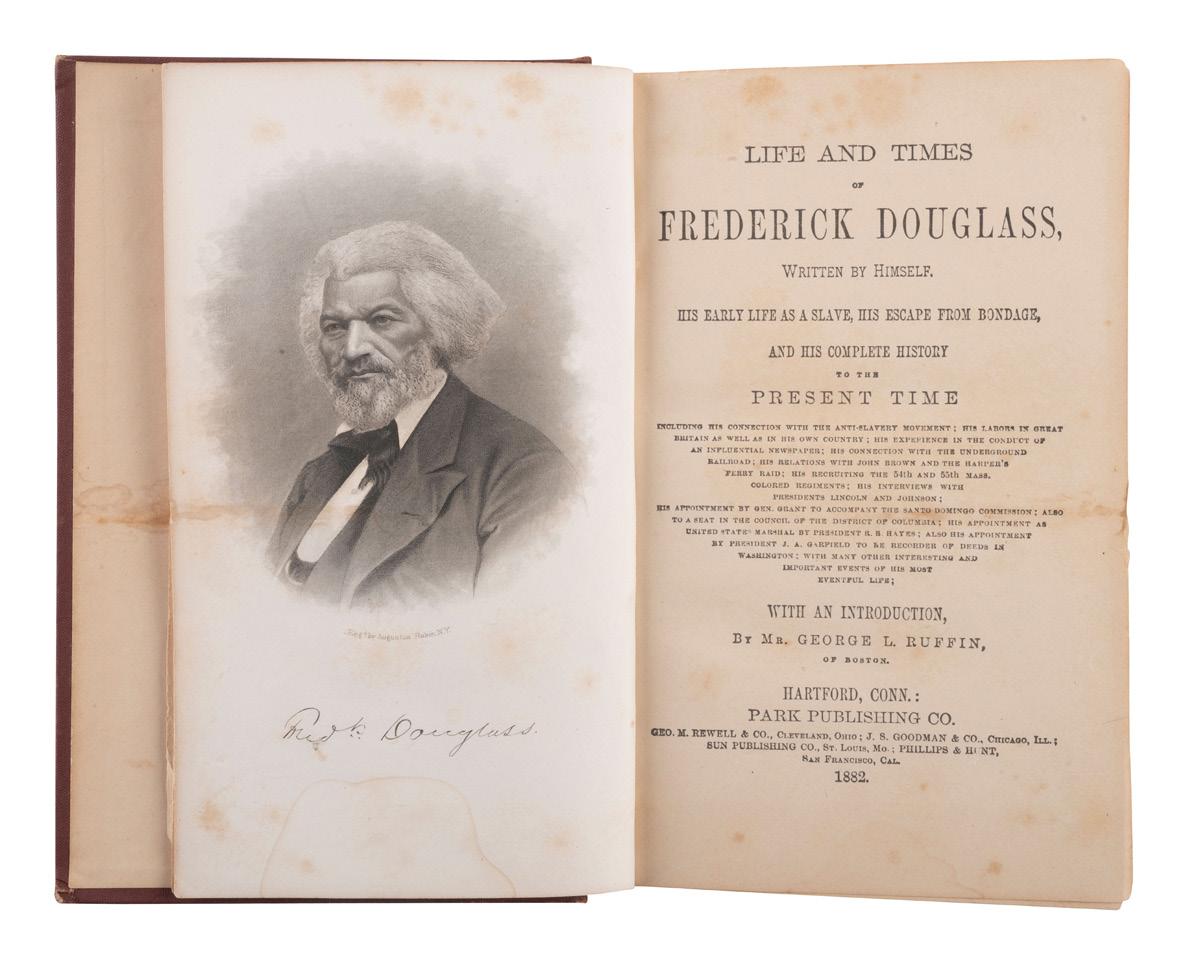 Eng'd by Augustus Robin, N.Y.
Fredk. Douglass.
LIFE AND TIMES
OF
FREDERICK DOUGLASS,
WRITTEN BY HIMSELF.
HIS EARLY LIFE AS A SLAVE, HIS ESCAPE FROM BONDAGE,
AND HIS COMPLETE HISTORY
TO THE
PRESENT TIME
INCLUDING HIS CONNECTION WITH THE ANTI-SLAVERY MOVEMENT; HIS LABORS IN GREAT
BRITAIN AS WELL AS IN HIS OWN COUNTRY; HIS EXPERIENCE IN THE CONDUCT OF
AN INFLUENTIAL NEWSPAPER; HIS CONNECTION WITH THE UNDERGROUND
RAILROAD; HIS RELATIONS WITH JOHN BROWN AND THE HARPER'S
FERRY RAID; HIS RECRUITING THE 54th AND 55th MASS.
COLORED REGIMENTS; HIS INTERVIEWS WITH
PRESIDENTS LINCOLN AND JOHNSON;
HIS APPOINTMENT BY GEN. GRANT TO ACCOMPANY THE SANTO DOMINGO COMMISSION; ALSO
TO A SEAT IN THE COUNCIL OF THE DISTRICT OF COLUMBIA; HIS APPOINTMENT AS
UNITED STATES MARSHAL BY PRESIDENT R. B. HAYES; ALSO HIS APPOINTMENT
BY PRESIDENT J. A. GARFIELD TO BE RECORDER OF DEEDS IN
WASHINGTON; WITH MANY OTHER INTERESTING AND
IMPORTANT EVENTS OF HIS MOST
EVENTFUL LIFE;
WITH AN INTRODUCTION,
BY MR. GEORGE L. RUFFIN,
OF BOSTON.
HARTFORD, CONN.:
PARK PUBLISHING CO.
GEO. M. REWELL & CO., CLEVELAND, OHIO; J. S. GOODMAN & CO., CHICAGO, ILL.;
SUN PUBLISHING CO., ST. LOUIS, MO.; PHILLIPS & HUNT,
SAN FRANCISCO, CAL.
1882.